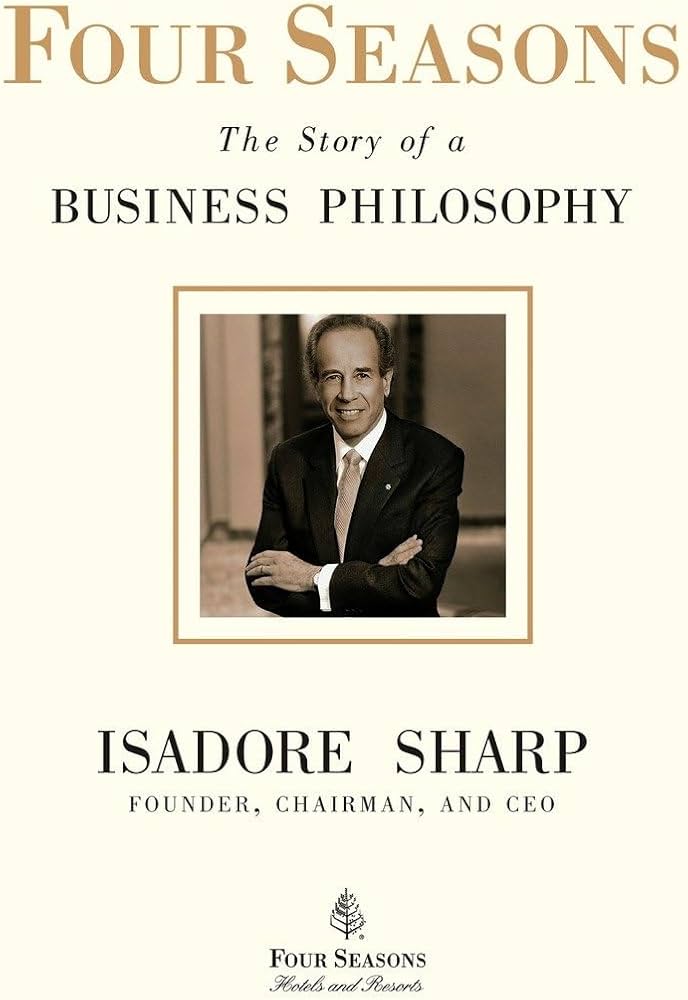 FOUR SEASONS
The Story of a
BUSINESS PHILOSOPHY
ISADORE SHARP
FOUNDER, CHAIRMAN, AND CEO
®
FOUR SEASONS
Hotels and Resorts